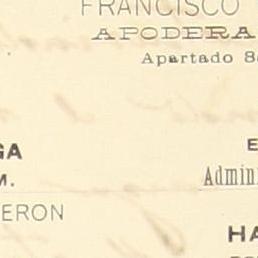 FRANCISCO
APODERA
Apartado 8
GA
M.
ERON
E
Admin
HA